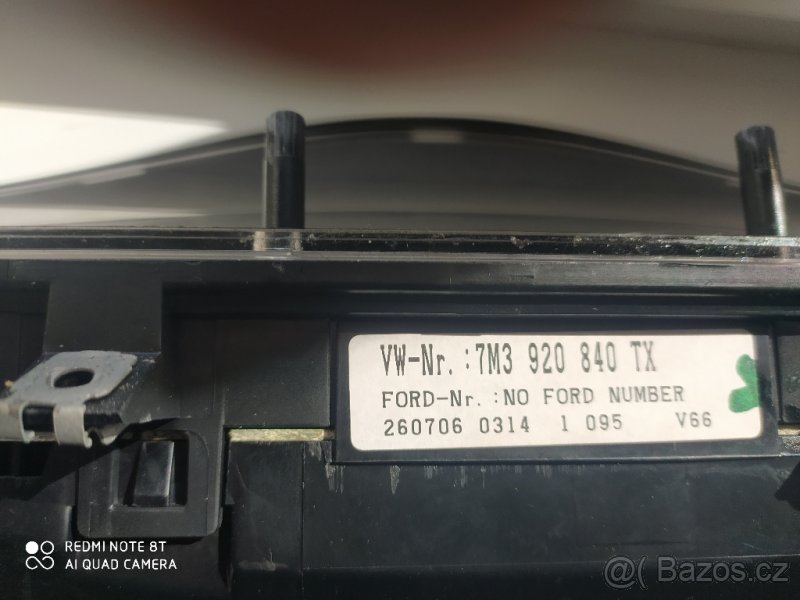 VW-Nr. :7M3 920 840 TX
FORD-Nr. :NO FORD NUMBER
260706 0314 1 095 V66
REDMI NOTE 8T
AI QUAD CAMERA
@ Bazoš.cz